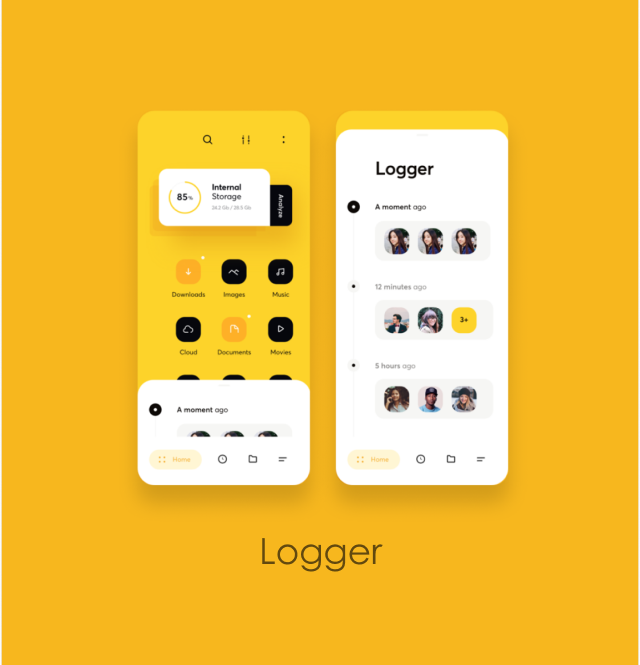 85%
Internal
Storage
24.2 Gb / 28.5 Gb
Analyze
Downloads
Images
Music
Cloud
Documents
Movies
A moment ago
Home
Logger
A moment ago
12 minutes ago
3+
5 hours ago
Home
Logger